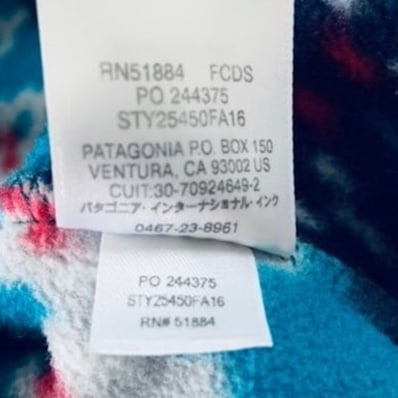 RN51884 FCDS
PO 244375
STY25450FA16
PATAGONIA P.O. BOX 150
VENTURA, CA 93002 US
CUIT:30-70924649-2
パタゴニア・インターナショナル・インク
0467-23-8961
PO 244375
STY25450FA16
RN# 51884